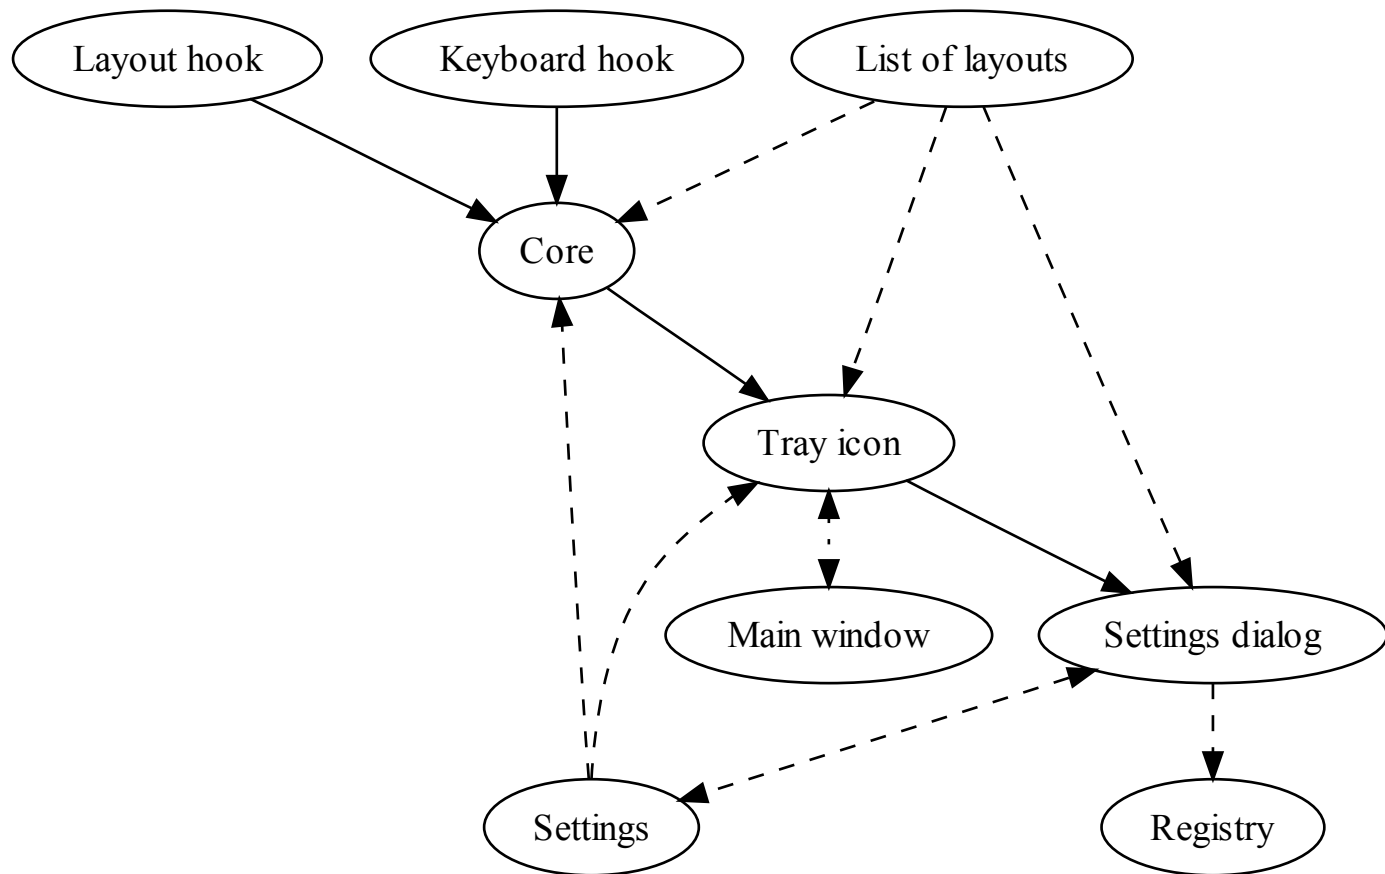 Layout hook
Keyboard hook
List of layouts
Core
Tray icon
Main window
Settings dialog
Settings
Registry